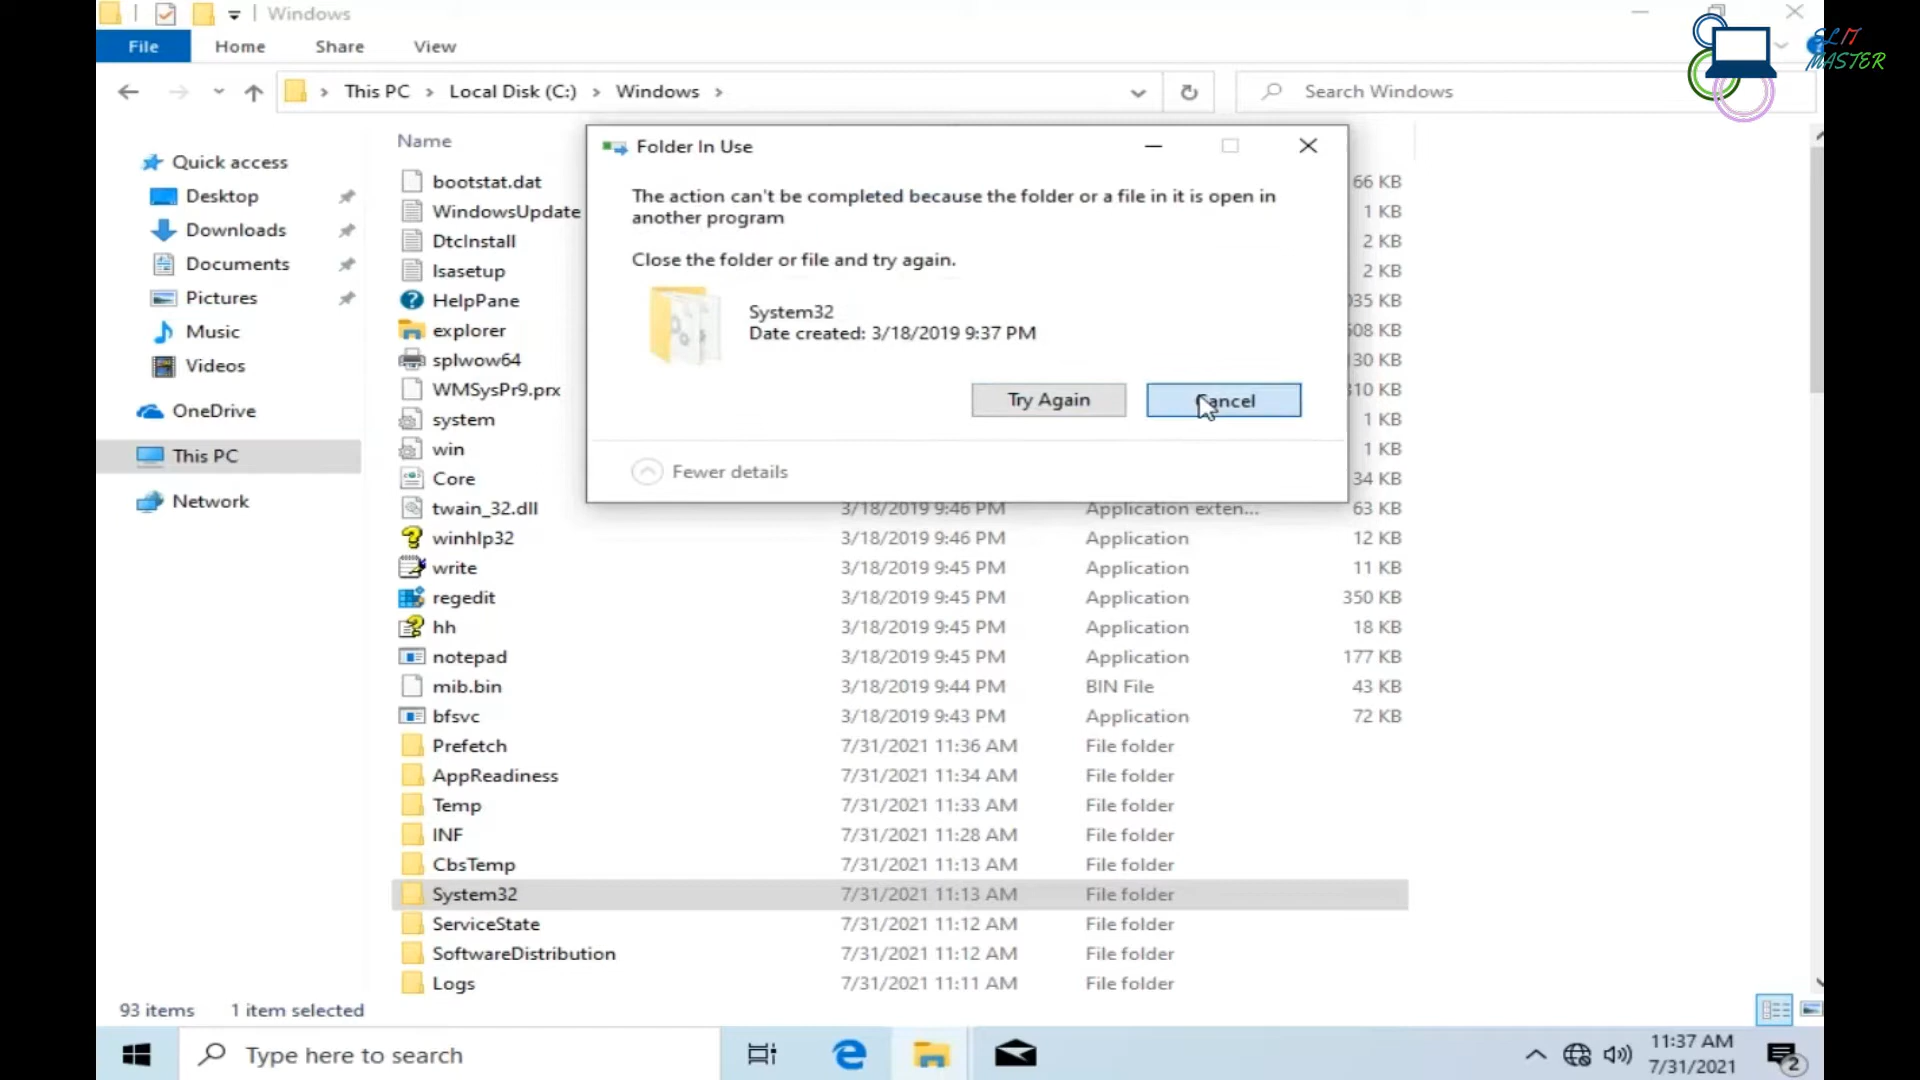 Windows
File Home Share View
This PC Local Disk (C:) Windows
Search Windows
SL IT
MASTER
Quick access
Desktop
Downloads
Documents
Pictures
Music
Videos
OneDrive
This PC
Network
Name
bootstat.dat 66 KB
WindowsUpdate 1 KB
DtcInstall 2 KB
lsasetup 2 KB
HelpPane 035 KB
explorer 608 KB
splwow64 130 KB
WMSysPr9.prx 310 KB
system 1 KB
win 1 KB
Core 34 KB
twain_32.dll 3/18/2019 9:46 PM Application exten... 63 KB
winhlp32 3/18/2019 9:46 PM Application 12 KB
write 3/18/2019 9:45 PM Application 11 KB
regedit 3/18/2019 9:45 PM Application 350 KB
hh 3/18/2019 9:45 PM Application 18 KB
notepad 3/18/2019 9:45 PM Application 177 KB
mib.bin 3/18/2019 9:44 PM BIN File 43 KB
bfsvc 3/18/2019 9:43 PM Application 72 KB
Prefetch 7/31/2021 11:36 AM File folder
AppReadiness 7/31/2021 11:34 AM File folder
Temp 7/31/2021 11:33 AM File folder
INF 7/31/2021 11:28 AM File folder
CbsTemp 7/31/2021 11:13 AM File folder
System32 7/31/2021 11:13 AM File folder
ServiceState 7/31/2021 11:12 AM File folder
SoftwareDistribution 7/31/2021 11:12 AM File folder
Logs 7/31/2021 11:11 AM File folder
Folder In Use
The action can't be completed because the folder or a file in it is open in
another program
Close the folder or file and try again.
System32
Date created: 3/18/2019 9:37 PM
Try Again Cancel
Fewer details
93 items 1 item selected
Type here to search
11:37 AM
7/31/2021
2